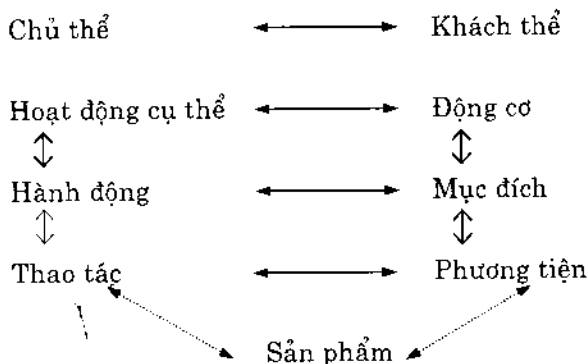 Chủ thể Khách thể
Hoạt động cụ thể Động cơ
Hành động Mục đích
Thao tác Phương tiện
Sản phẩm